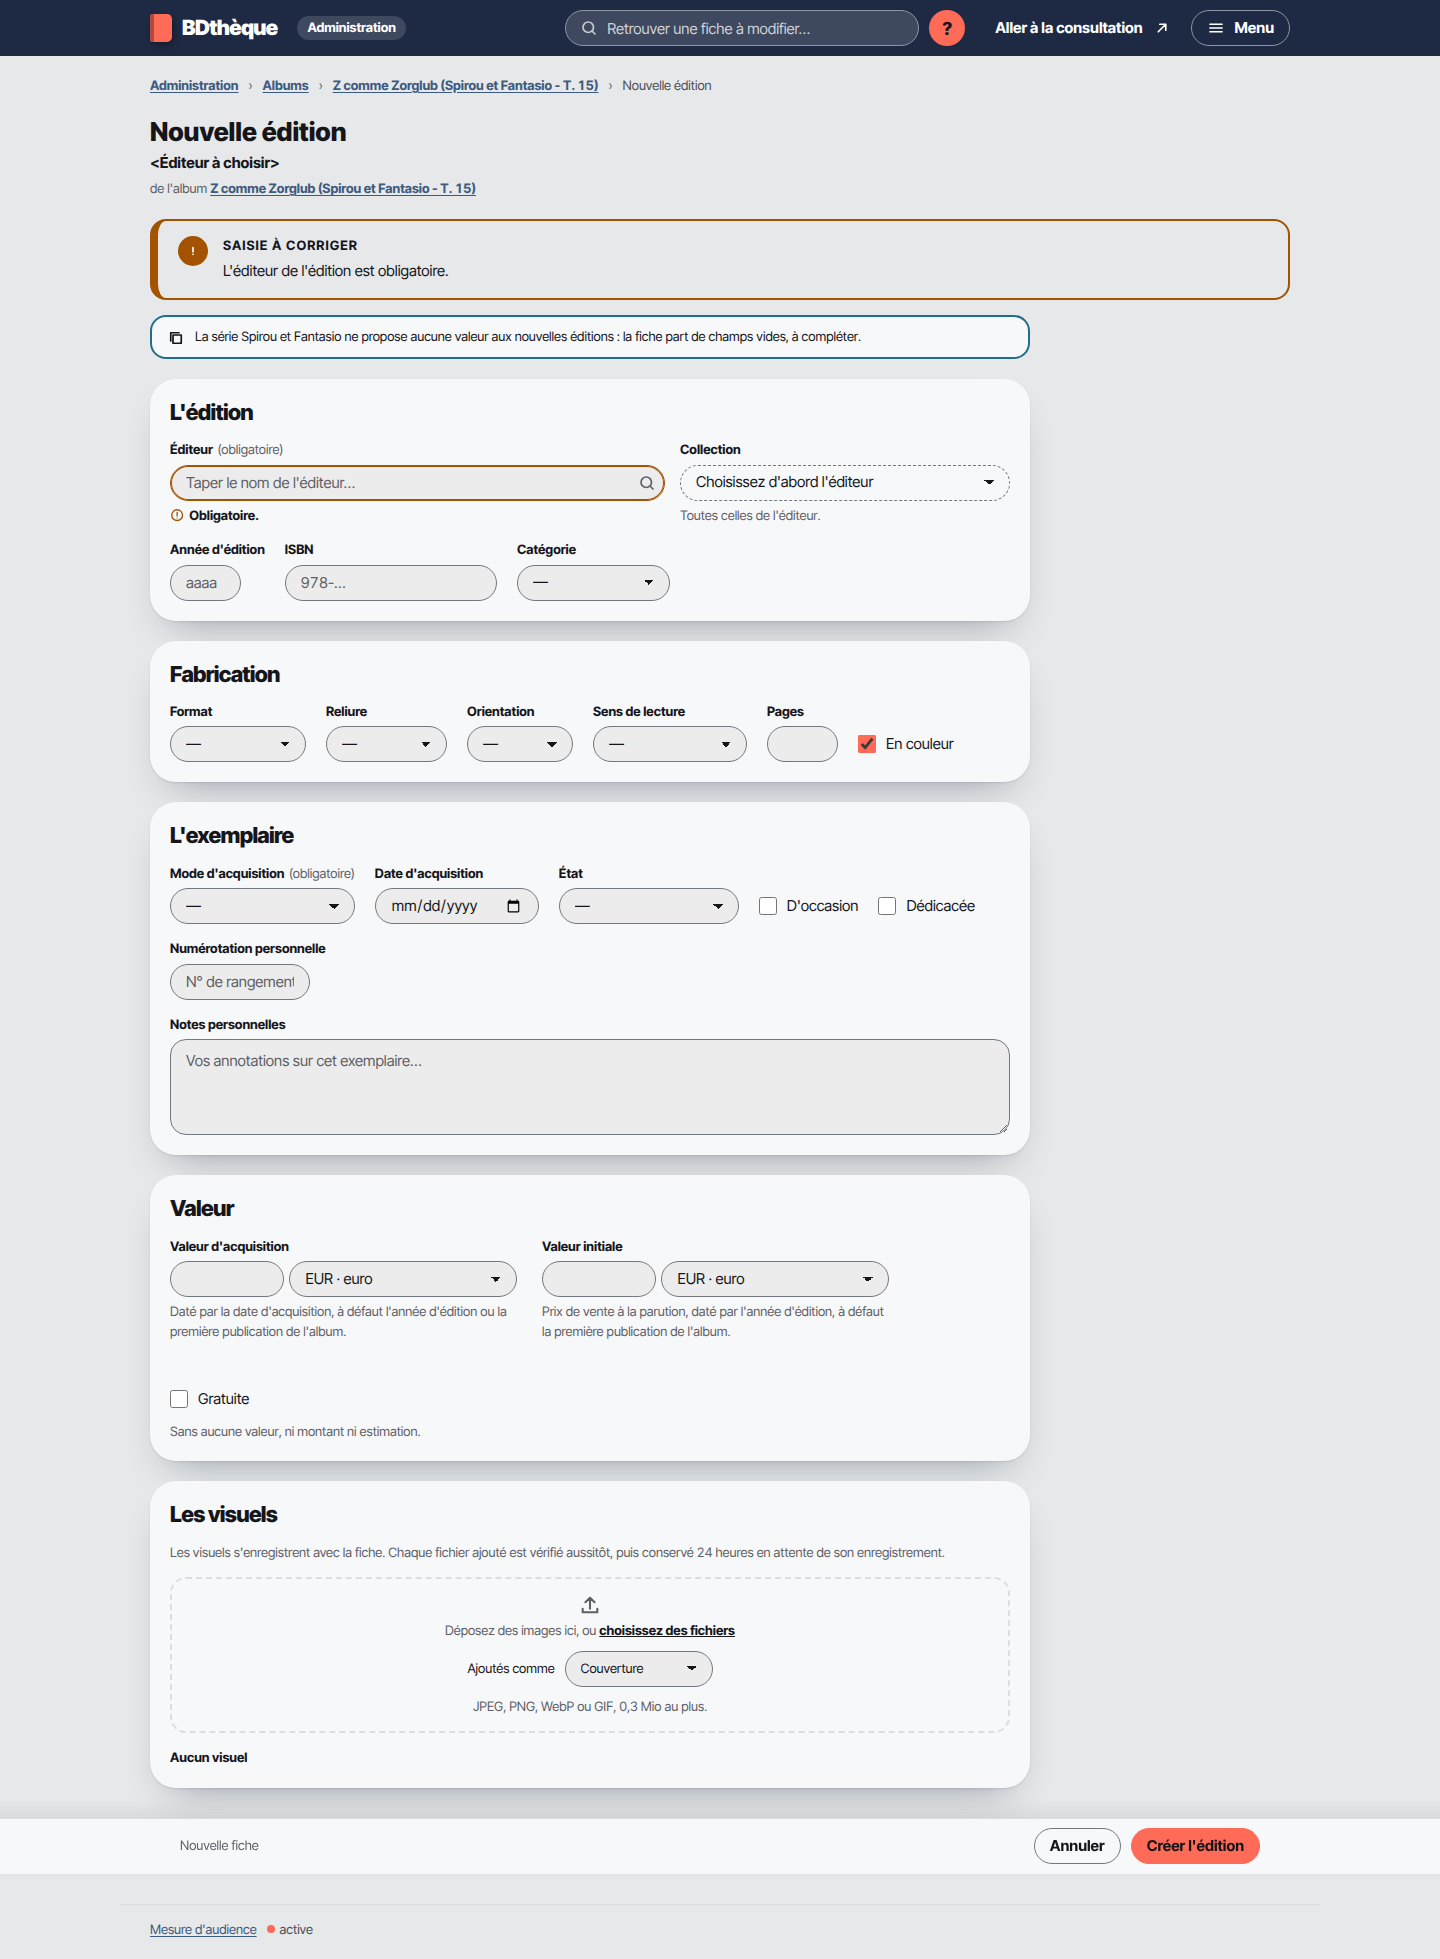 BDthèque
Administration
Retrouver une fiche à modifier...
?
Aller à la consultation
Menu
Administration › Albums › Z comme Zorglub (Spirou et Fantasio - T. 15) › Nouvelle édition
Nouvelle édition
<Éditeur à choisir>
de l'album Z comme Zorglub (Spirou et Fantasio - T. 15)
SAISIE À CORRIGER
L'éditeur de l'édition est obligatoire.
La série Spirou et Fantasio ne propose aucune valeur aux nouvelles éditions : la fiche part de champs vides, à compléter.
L'édition
Éditeur (obligatoire)
Collection
Taper le nom de l'éditeur...
Choisissez d'abord l'éditeur
Obligatoire.
Toutes celles de l'éditeur.
Année d'édition
ISBN
Catégorie
aaaa
978-...
—
Fabrication
Format
Reliure
Orientation
Sens de lecture
Pages
—
—
—
—
En couleur
L'exemplaire
Mode d'acquisition (obligatoire)
Date d'acquisition
État
—
mm/dd/yyyy
—
D'occasion
Dédicacée
Numérotation personnelle
N° de rangement
Notes personnelles
Vos annotations sur cet exemplaire...
Valeur
Valeur d'acquisition
Valeur initiale
EUR · euro
EUR · euro
Daté par la date d'acquisition, à défaut l'année d'édition ou la
première publication de l'album.
Prix de vente à la parution, daté par l'année d'édition, à défaut
la première publication de l'album.
Gratuite
Sans aucune valeur, ni montant ni estimation.
Les visuels
Les visuels s'enregistrent avec la fiche. Chaque fichier ajouté est vérifié aussitôt, puis conservé 24 heures en attente de son enregistrement.
Déposez des images ici, ou choisissez des fichiers
Ajoutés comme
Couverture
JPEG, PNG, WebP ou GIF, 0,3 Mio au plus.
Aucun visuel
Nouvelle fiche
Annuler
Créer l'édition
Mesure d'audience
active